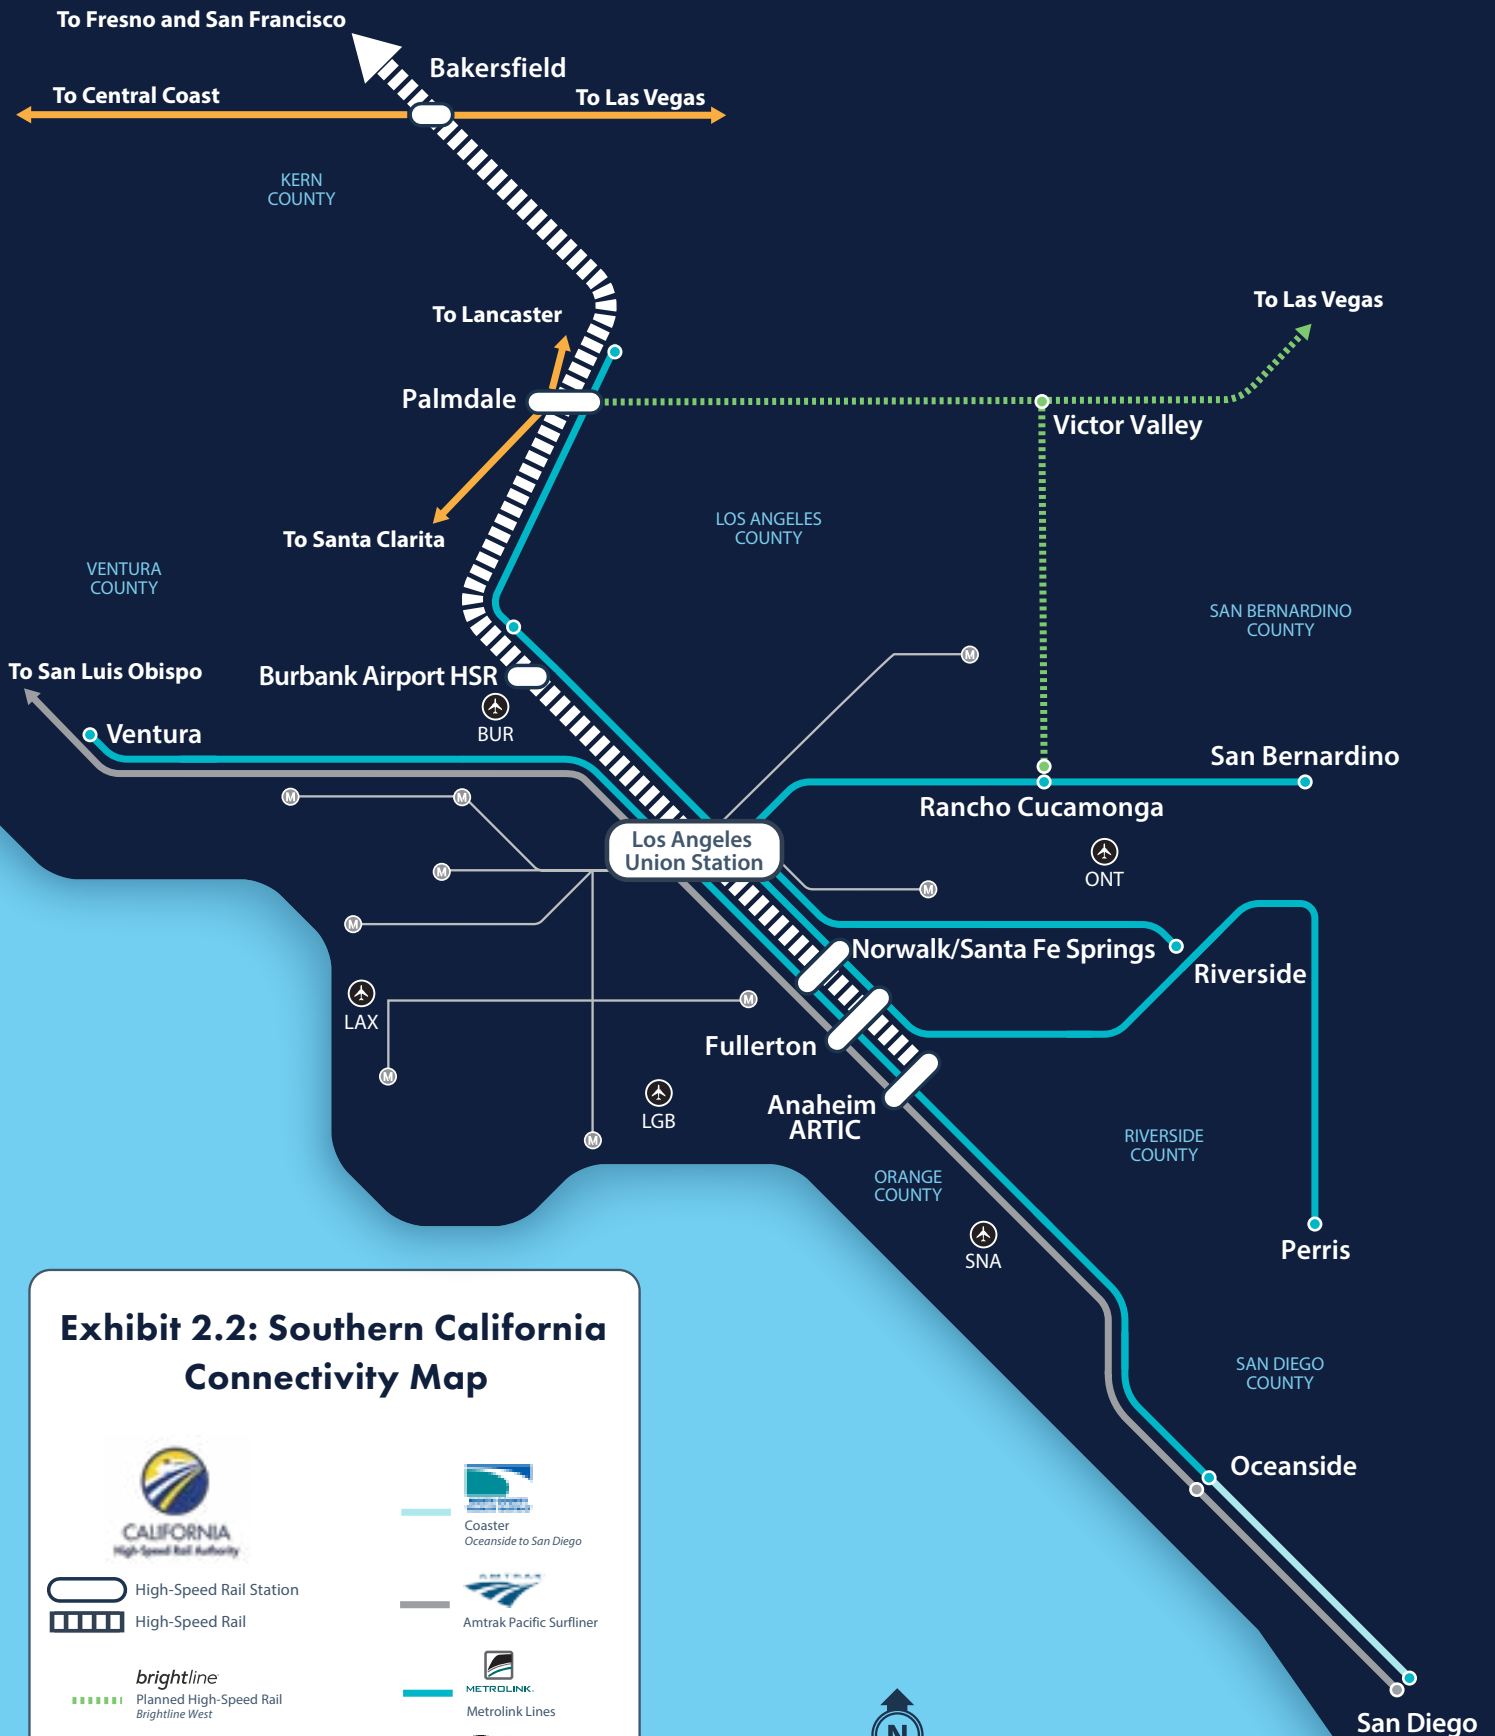 To Fresno and San Francisco
Bakersfield
To Central Coast
To Las Vegas
KERN
COUNTY
To Lancaster
To Las Vegas
Palmdale
Victor Valley
To Santa Clarita
LOS ANGELES
COUNTY
VENTURA
COUNTY
SAN BERNARDINO
COUNTY
To San Luis Obispo
Burbank Airport HSR
M
BUR
Ventura
San Bernardino
M
M
Rancho Cucamonga
Los Angeles
Union Station
M
ONT
M
M
Norwalk/Santa Fe Springs
Riverside
LAX
M
Fullerton
M
LGB
Anaheim
ARTIC
M
RIVERSIDE
COUNTY
ORANGE
COUNTY
SNA
Perris
Exhibit 2.2: Southern California
Connectivity Map
SAN DIEGO
COUNTY
Oceanside
CALIFORNIA
High-Speed Rail Authority
Coaster
Oceanside to San Diego
High-Speed Rail Station
High-Speed Rail
AMTRAK
Amtrak Pacific Surfliner
brightline
Planned High-Speed Rail
Brightline West
METROLINK.
Metrolink Lines
N
San Diego